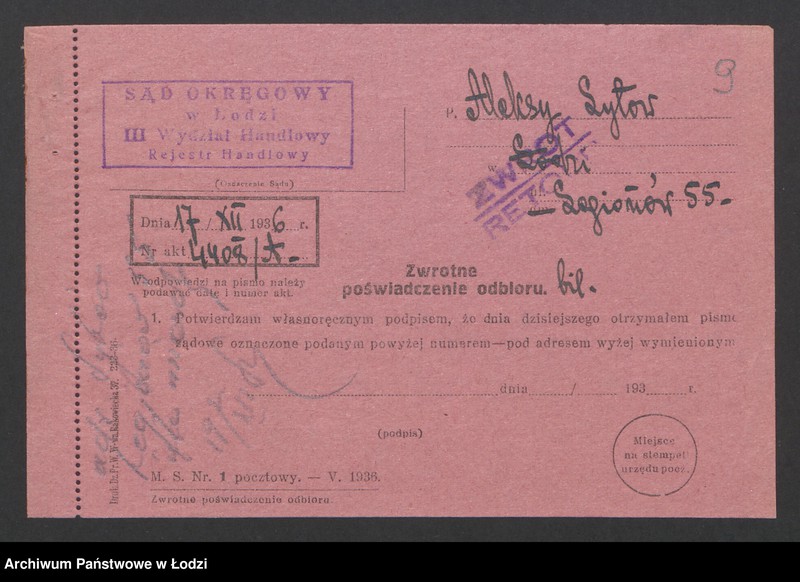 9
SĄD OKRĘGOWY
w Łodzi
III Wydział Handlowy
Rejestr Handlowy
(Oznaczenie Sądu)
P. Aleksy Sytow
w Łodzi
ZWROT
RETOUR
Legionów 55.-
Dnia 17 / XII 1936 r.
Nr akt 4408/A-
W odpowiedzi na pismo należy
podawać datę i numer akt.
Zwrotne
poświadczenie odbioru. bil.
1. Potwierdzam własnoręcznym podpisem, że dnia dzisiejszego otrzymałem pismo
sądowe oznaczone podanym powyżej numerem—pod adresem wyżej wymienionym
dnia / 193 r.
(podpis)
Miejsce
na stempel
urzędu pocz.
M. S. Nr. 1 pocztowy. — V. 1936.
Zwrotne poświadczenie odbioru.
Archiwum Państwowe w Łodzi